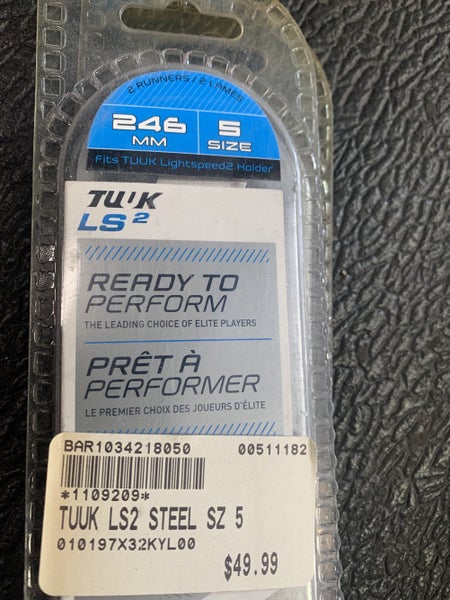 2 RUNNERS / 2 LAMES
246 MM
5 SIZE
Fits TUUK Lightspeed2 Holder
TUUK
LS2
READY TO
PERFORM
THE LEADING CHOICE OF ELITE PLAYERS
PRÊT À
PERFORMER
LE PREMIER CHOIX DES JOUEURS D'ÉLITE
BAR1034218050 00511182
*1109209*
TUUK LS2 STEEL SZ 5
010197X32KYL00
$49.99